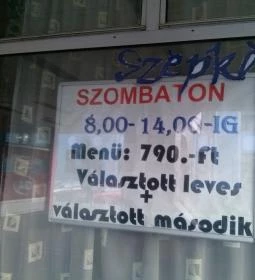 SZOMBATON
8,00-14,00-IG
Menü: 790.-Ft
Választott leves
+
választott második